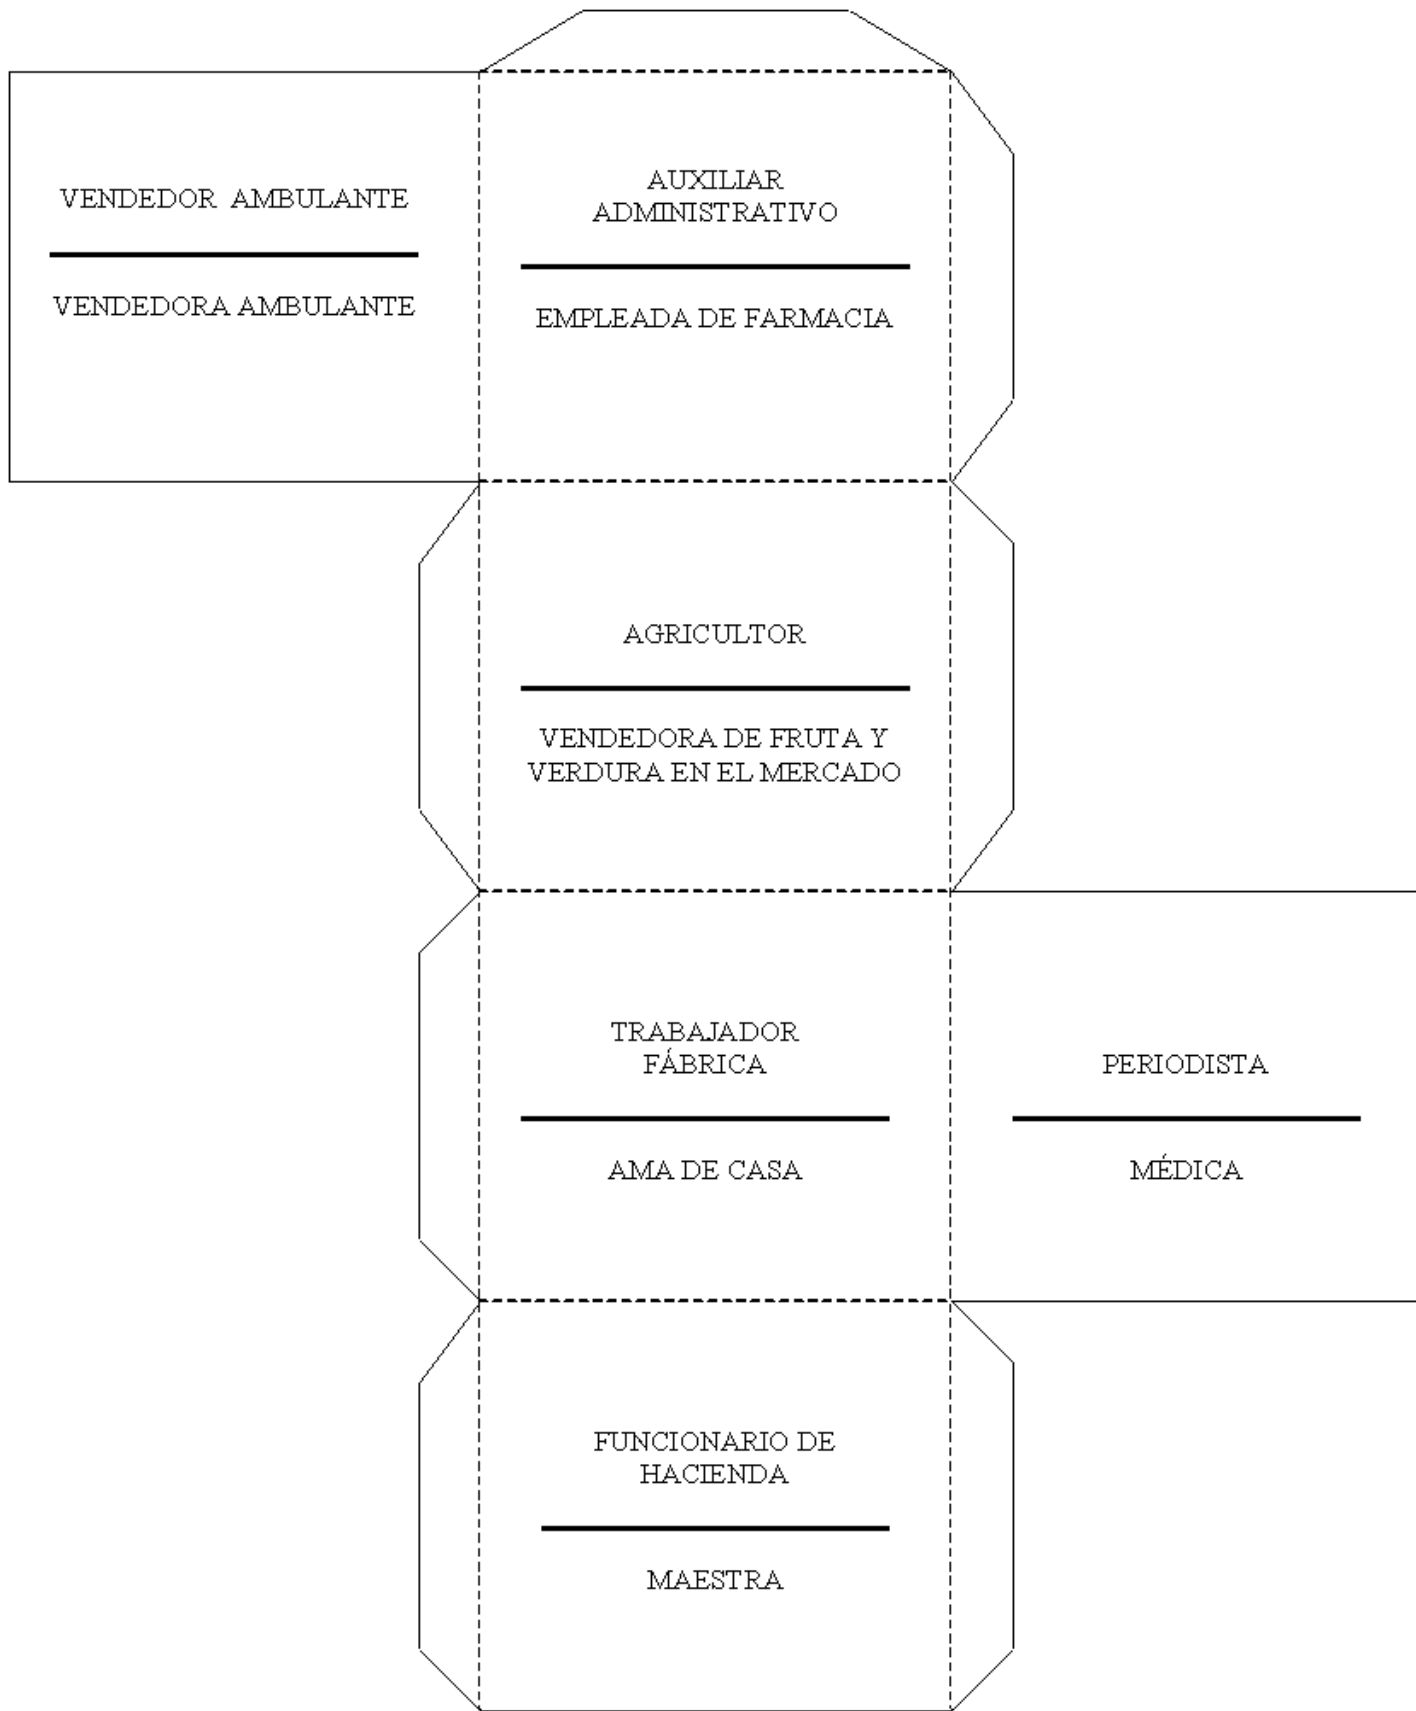 VENDEDOR AMBULANTE
VENDEDORA AMBULANTE
AUXILIAR
ADMINISTRATIVO
EMPLEADA DE FARMACIA
AGRICULTOR
VENDEDORA DE FRUTA Y
VERDURA EN EL MERCADO
TRABAJADOR
FÁBRICA
AMA DE CASA
PERIODISTA
MÉDICA
FUNCIONARIO DE
HACIENDA
MAESTRA